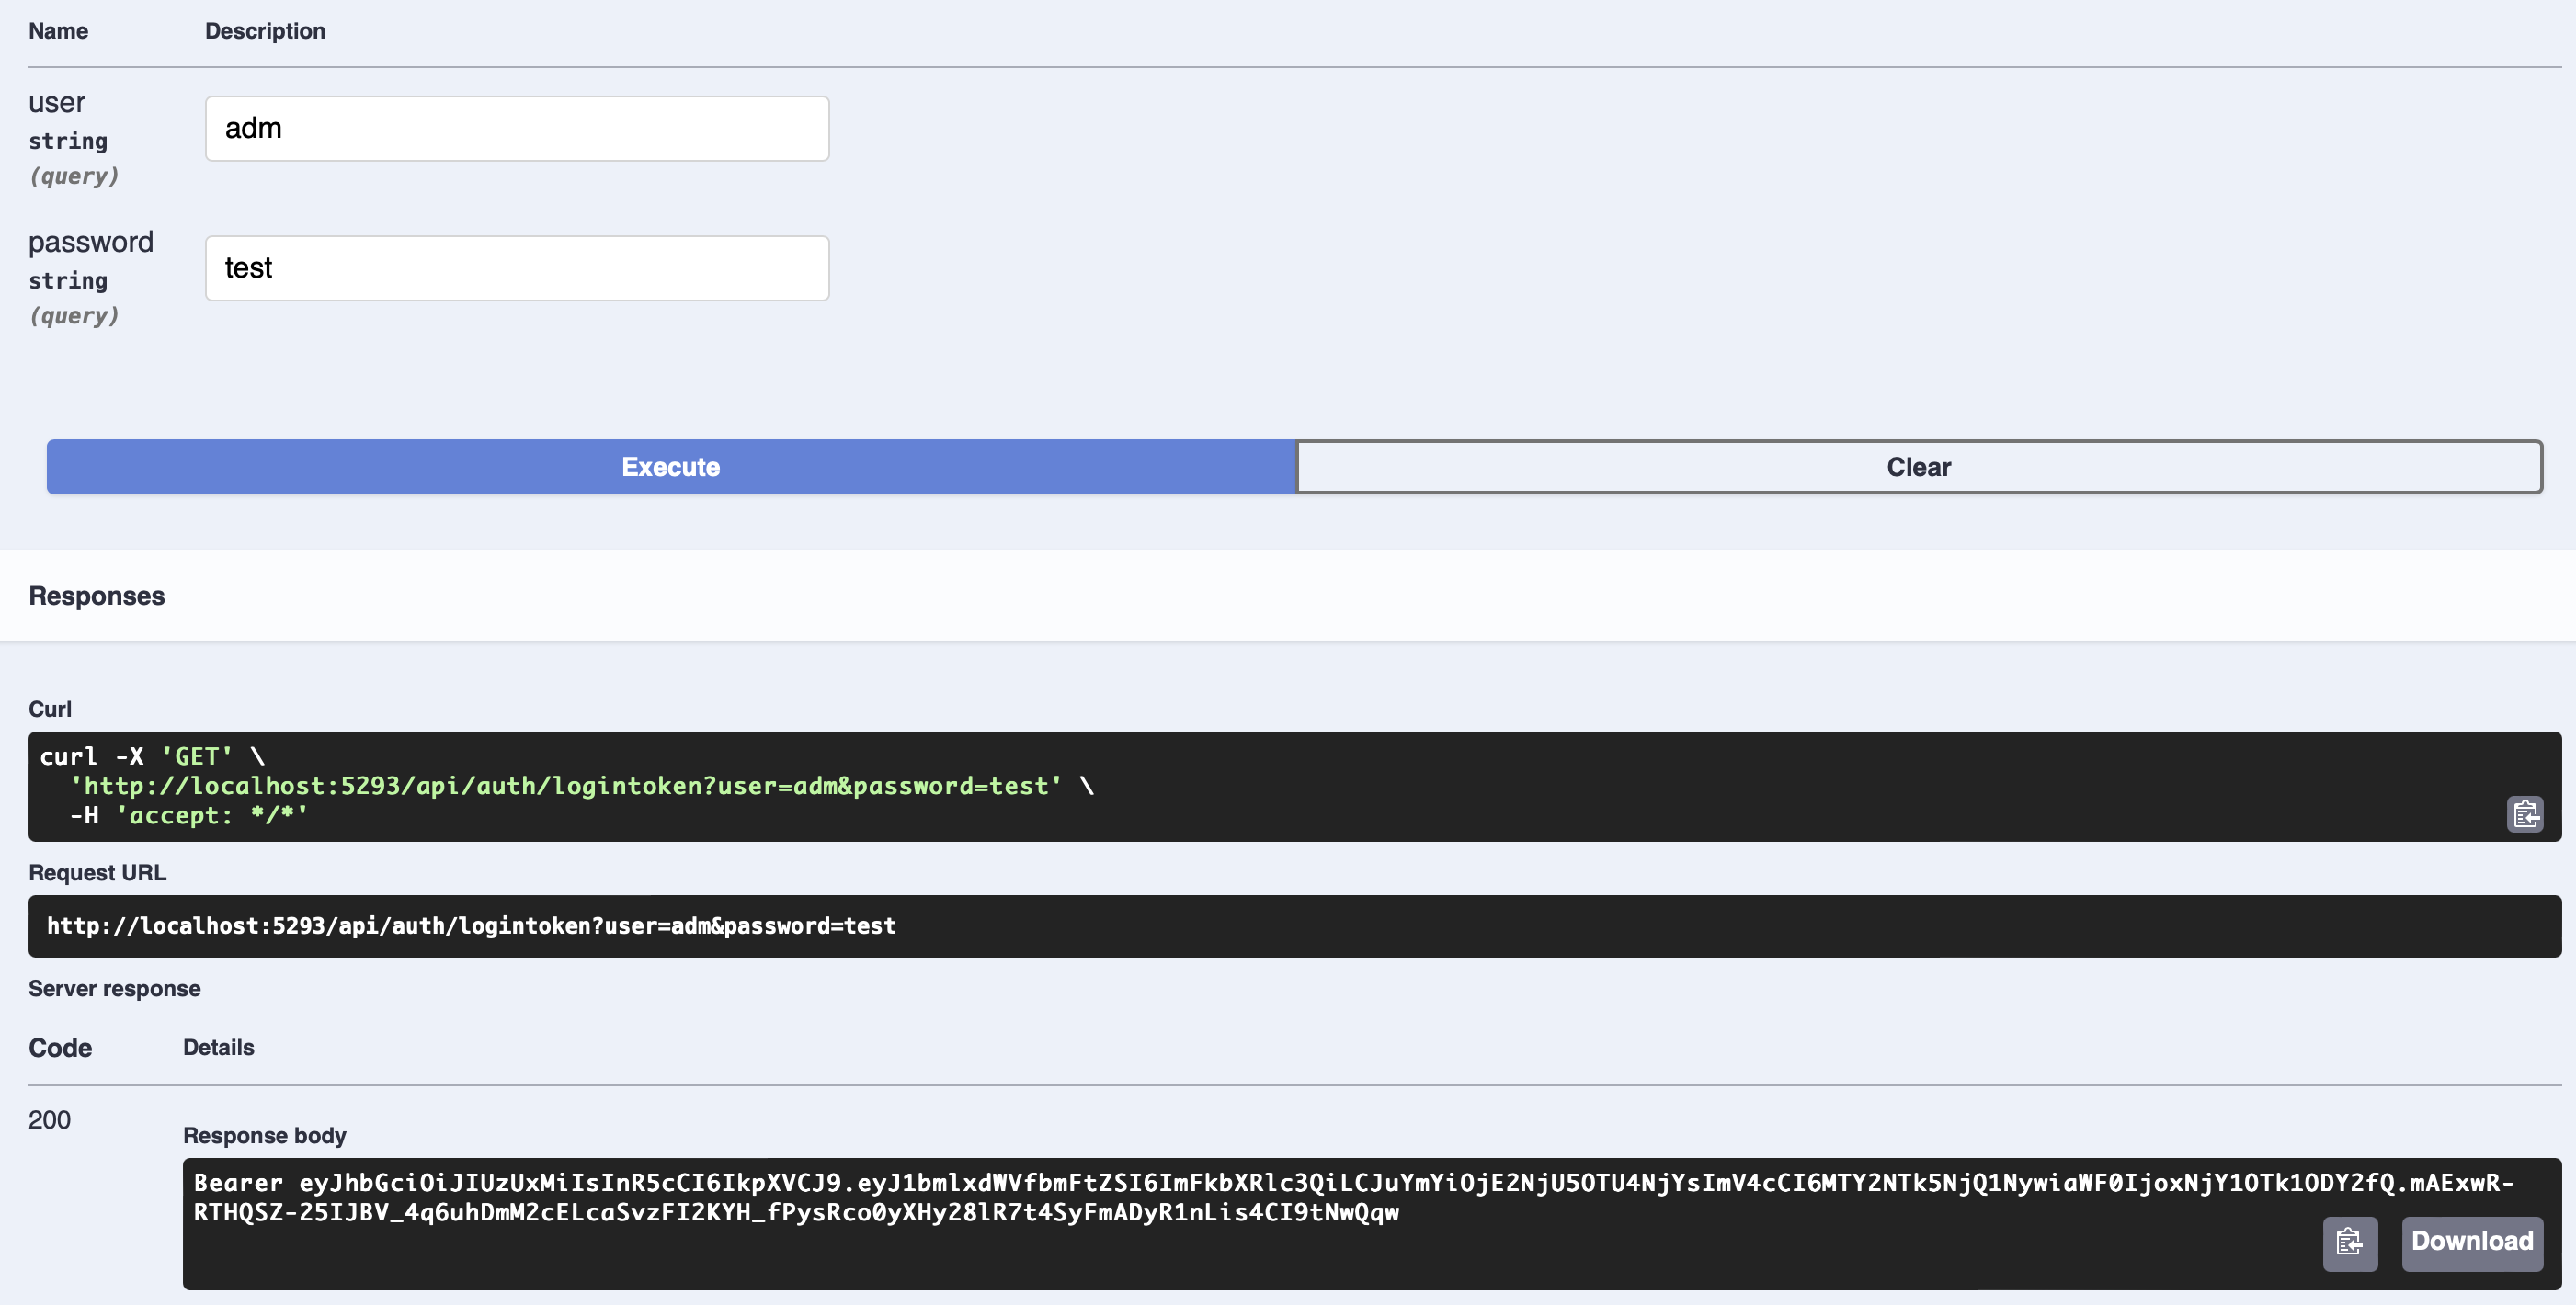 Name Description
user
string
(query)
adm
password
string
(query)
test
Execute Clear
Responses
Curl
curl -X 'GET' \
'http://localhost:5293/api/auth/logintoken?user=adm&password=test' \
-H 'accept: */*'
Request URL
http://localhost:5293/api/auth/logintoken?user=adm&password=test
Server response
Code Details
200
Response body
Bearer eyJhbGciOiJIUzUxMiIsInR5cCI6IkpXVCJ9.eyJ1bmlxdWVfbmFtZSI6ImFkbXRlc3QiLCJuYmYiOjE2NjU5OTU4NjYsImV4cCI6MTY2NTk5NjQ1NywiaWF0IjoxNjY1OTk1ODY2fQ.mAExwR-
RTHQSZ-25IJBV_4q6uhDmM2cELcaSvzFI2KYH_fPysRco0yXHy28lR7t4SyFmADyR1nLis4CI9tNwQqw
Download